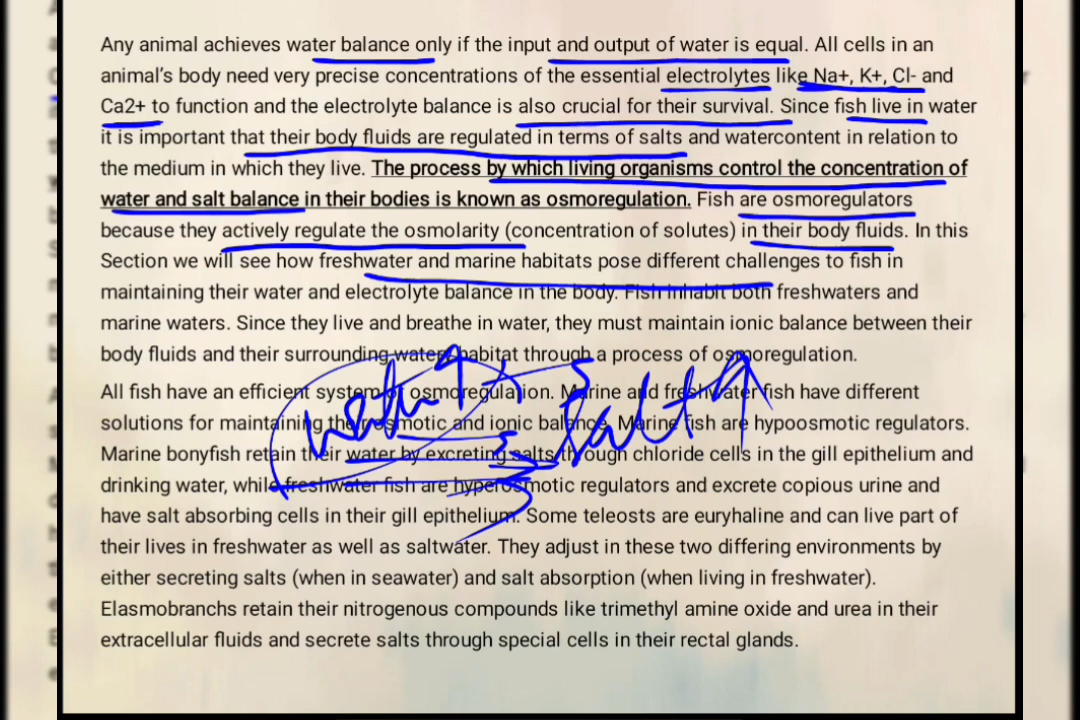 Any animal achieves water balance only if the input and output of water is equal. All cells in an
animal's body need very precise concentrations of the essential electrolytes like Na+, K+, Cl- and
Ca2+ to function and the electrolyte balance is also crucial for their survival. Since fish live in water
it is important that their body fluids are regulated in terms of salts and watercontent in relation to
the medium in which they live. The process by which living organisms control the concentration of
water and salt balance in their bodies is known as osmoregulation. Fish are osmoregulators
because they actively regulate the osmolarity (concentration of solutes) in their body fluids. In this
Section we will see how freshwater and marine habitats pose different challenges to fish in
maintaining their water and electrolyte balance in the body. Fish inhabit both freshwaters and
marine waters. Since they live and breathe in water, they must maintain ionic balance between their
body fluids and their surrounding water habitat through a process of osmoregulation.
All fish have an efficient system of osmoregulation. Marine and freshwater fish have different
solutions for maintaining their osmotic and ionic balance. Marine fish are hypoosmotic regulators.
Marine bonyfish retain their water by excreting salts through chloride cells in the gill epithelium and
drinking water, while freshwater fish are hyperosmotic regulators and excrete copious urine and
have salt absorbing cells in their gill epithelium. Some teleosts are euryhaline and can live part of
their lives in freshwater as well as saltwater. They adjust in these two differing environments by
either secreting salts (when in seawater) and salt absorption (when living in freshwater).
Elasmobranchs retain their nitrogenous compounds like trimethyl amine oxide and urea in their
extracellular fluids and secrete salts through special cells in their rectal glands.
water salt